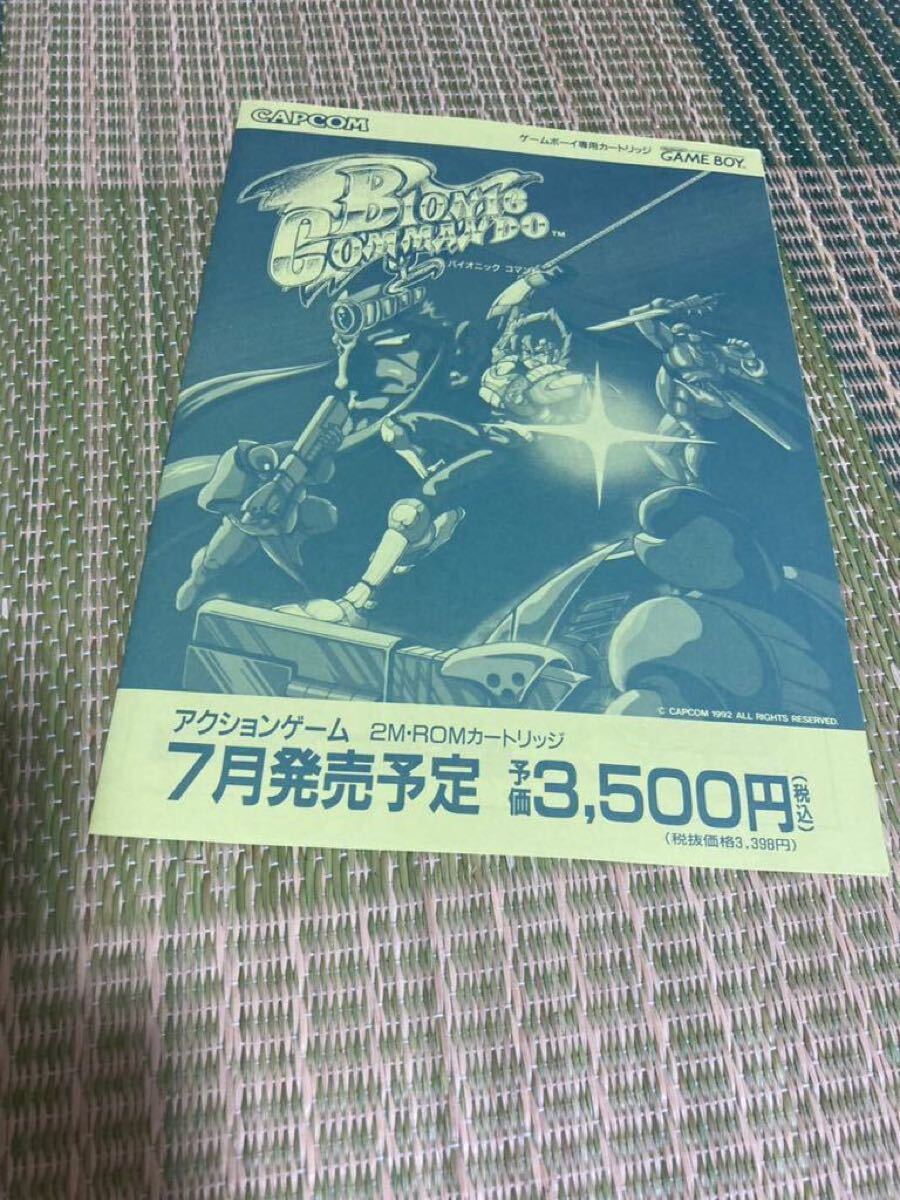 CAPCOM
ゲームボーイ専用カートリッジ Nintendo GAME BOY™
BIONIC COMMANDO™
バイオニック コマンドー
© CAPCOM 1992 ALL RIGHTS RESERVED.
アクションゲーム 2M・ROMカートリッジ
7月発売予定 予価3,500円(税込)
(税抜価格3,398円)